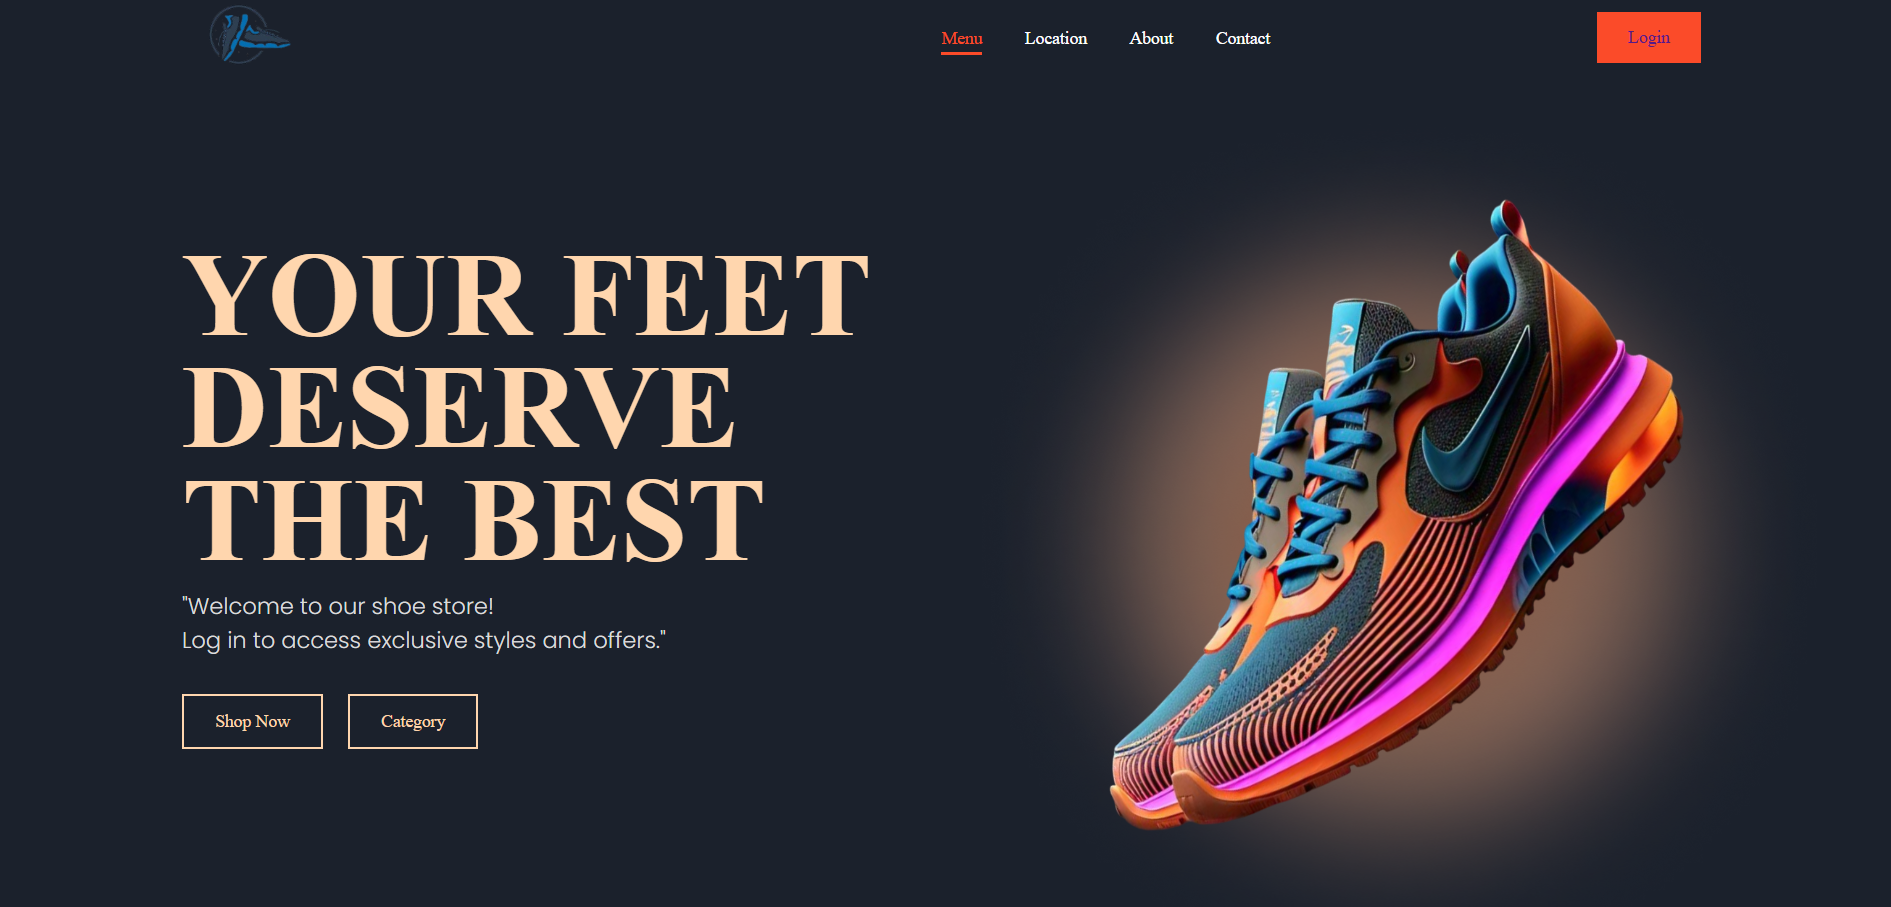 Menu Location About Contact Login
YOUR FEET
DESERVE
THE BEST
"Welcome to our shoe store!
Log in to access exclusive styles and offers."
Shop Now Category